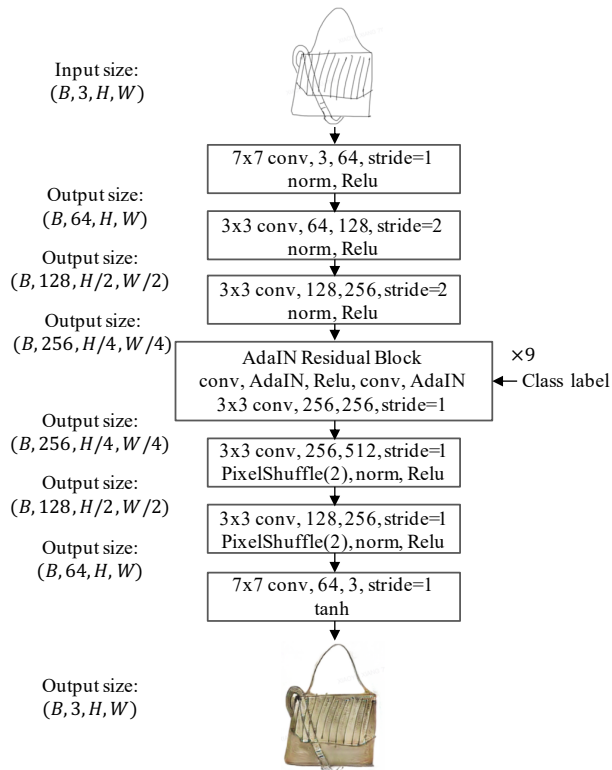 Input size:
(B, 3, H, W)
7x7 conv, 3, 64, stride=1
norm, Relu
Output size:
(B, 64, H, W)
3x3 conv, 64, 128, stride=2
norm, Relu
Output size:
(B, 128, H/2, W/2)
3x3 conv, 128, 256, stride=2
norm, Relu
Output size:
(B, 256, H/4, W/4)
AdaIN Residual Block
conv, AdaIN, Relu, conv, AdaIN
3x3 conv, 256, 256, stride=1
×9
Class label
Output size:
(B, 256, H/4, W/4)
3x3 conv, 256, 512, stride=1
PixelShuffle(2), norm, Relu
Output size:
(B, 128, H/2, W/2)
3x3 conv, 128, 256, stride=1
PixelShuffle(2), norm, Relu
Output size:
(B, 64, H, W)
7x7 conv, 64, 3, stride=1
tanh
Output size:
(B, 3, H, W)